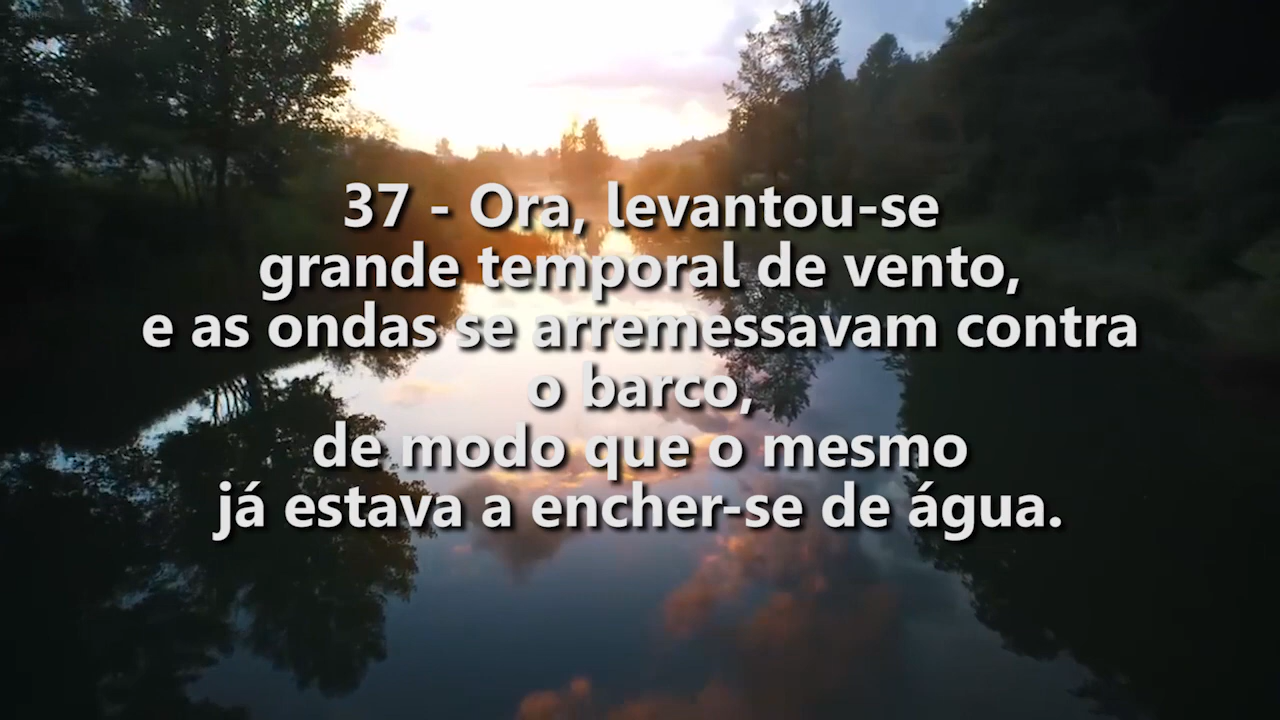 37 - Ora, levantou-se
grande temporal de vento,
e as ondas se arremessavam contra
o barco,
de modo que o mesmo
já estava a encher-se de água.